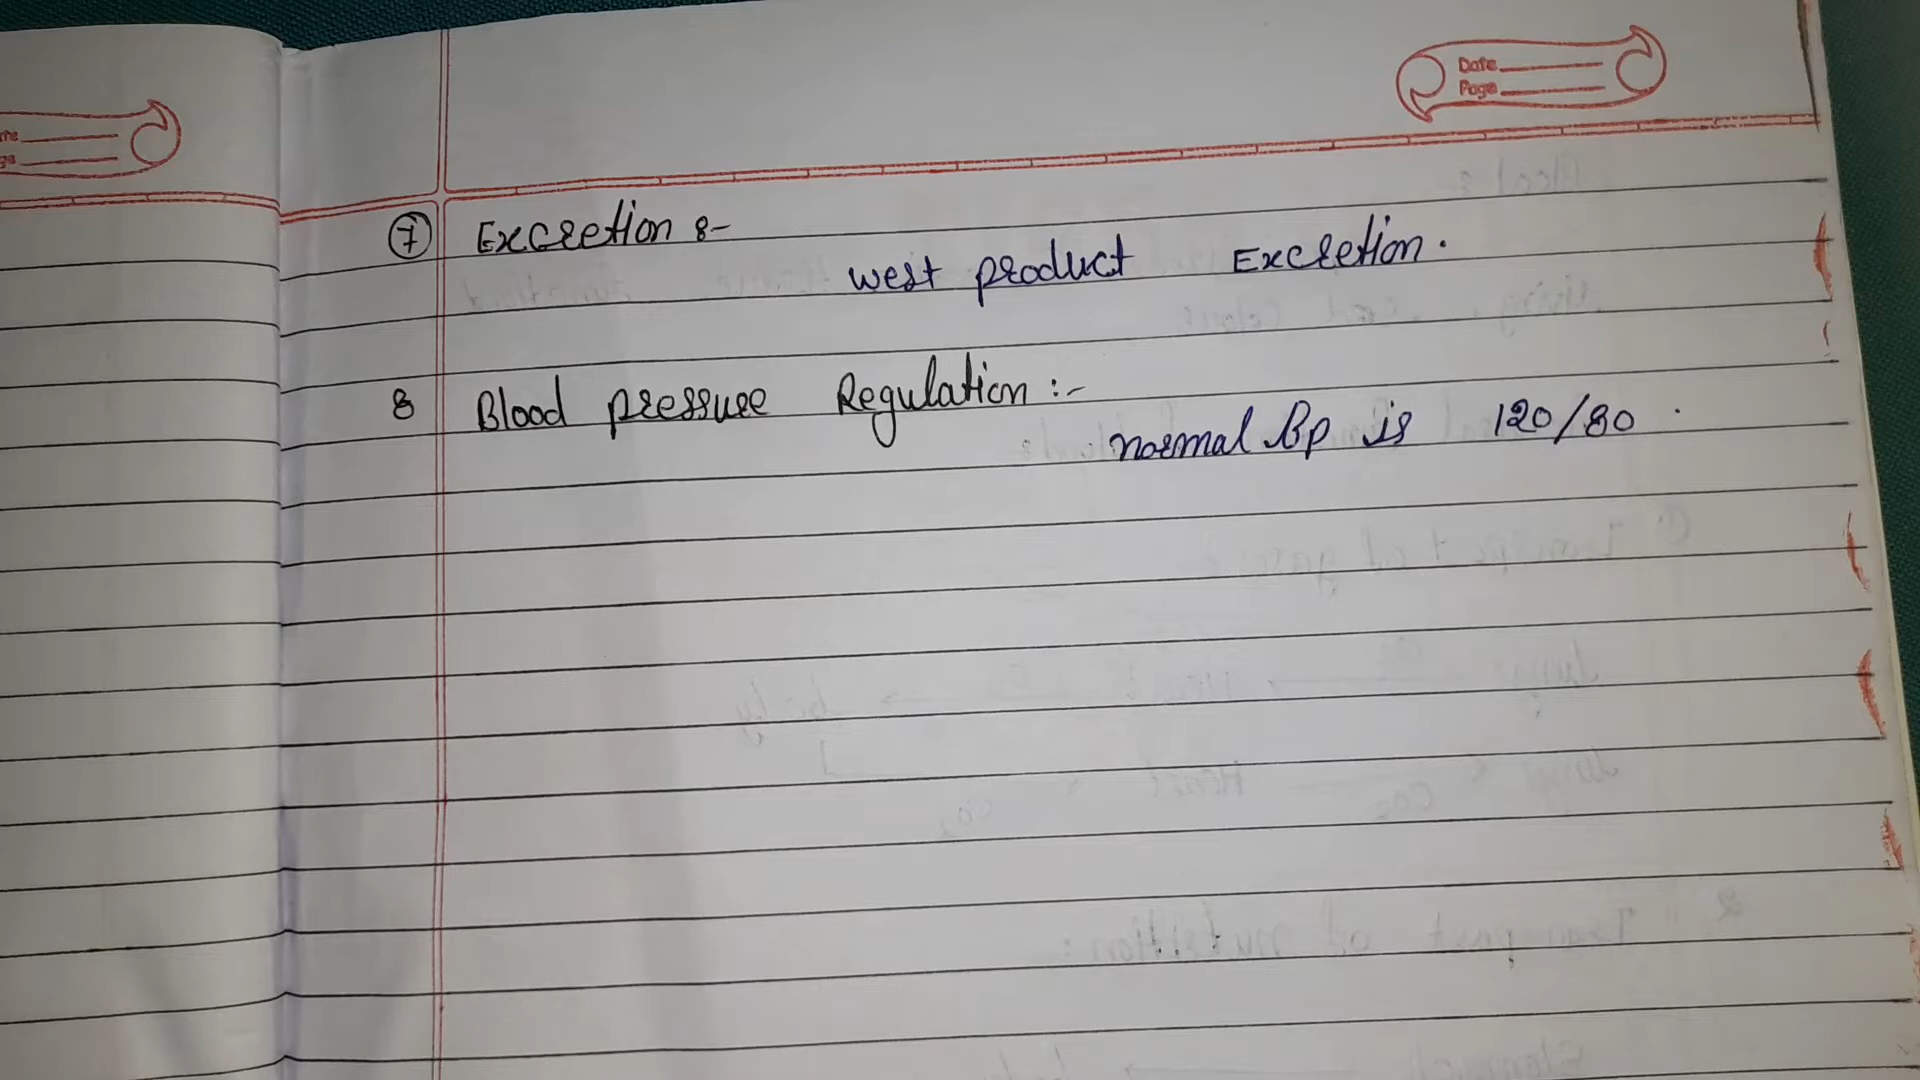 Date
Page
⑦ Excretion :-
west product Excretion.
8 Blood pressure Regulation :-
normal Bp is 120/80.